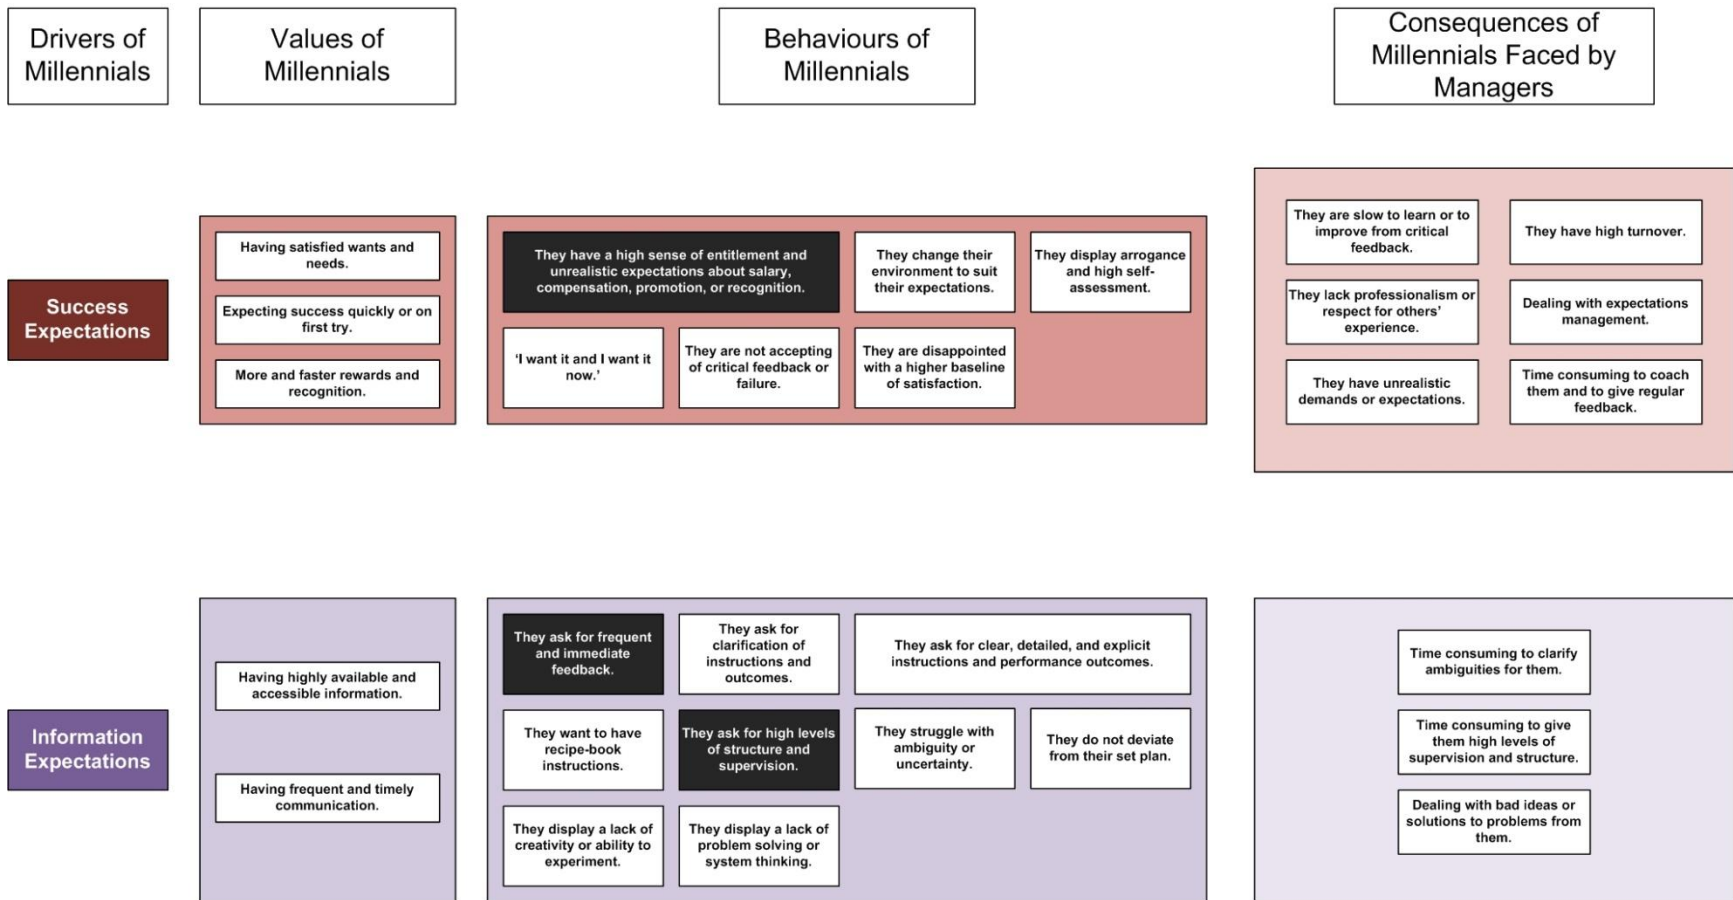 Drivers of
Millennials
Values of
Millennials
Behaviours of
Millennials
Consequences of
Millennials Faced by
Managers
Success
Expectations
Having satisfied wants and
needs.
Expecting success quickly or on
first try.
More and faster rewards and
recognition.
They have a high sense of entitlement and
unrealistic expectations about salary,
compensation, promotion, or recognition.
They change their
environment to suit
their expectations.
They display arrogance
and high self-
assessment.
‘I want it and I want it
now.’
They are not accepting
of critical feedback or
failure.
They are disappointed
with a higher baseline
of satisfaction.
They are slow to learn or to
improve from critical
feedback.
They have high turnover.
They lack professionalism or
respect for others’
experience.
Dealing with expectations
management.
They have unrealistic
demands or expectations.
Time consuming to coach
them and to give regular
feedback.
Information
Expectations
Having highly available and
accessible information.
Having frequent and timely
communication.
They ask for frequent
and immediate
feedback.
They ask for
clarification of
instructions and
outcomes.
They ask for clear, detailed, and explicit
instructions and performance outcomes.
They want to have
recipe-book
instructions.
They ask for high levels
of structure and
supervision.
They struggle with
ambiguity or
uncertainty.
They do not deviate
from their set plan.
They display a lack of
creativity or ability to
experiment.
They display a lack of
problem solving or
system thinking.
Time consuming to clarify
ambiguities for them.
Time consuming to give
them high levels of
supervision and structure.
Dealing with bad ideas or
solutions to problems from
them.